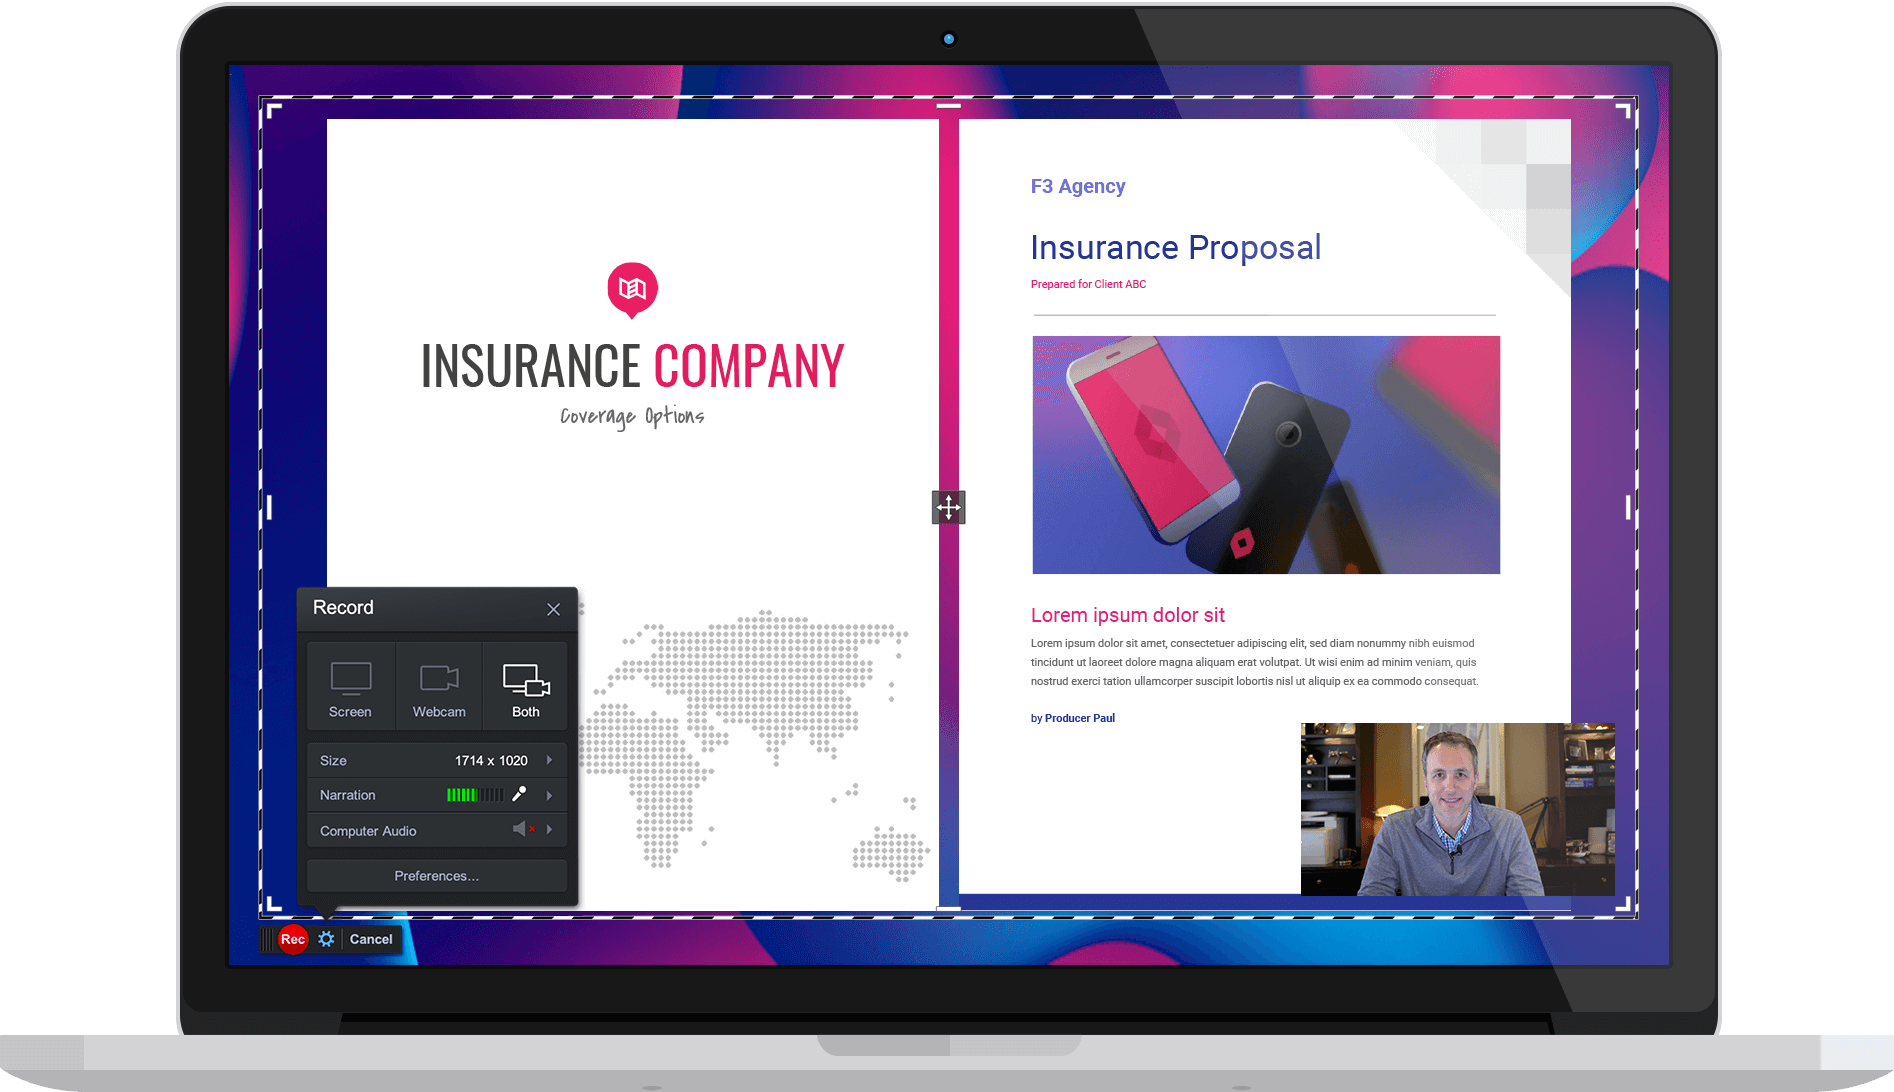 INSURANCE COMPANY
Coverage Options
F3 Agency
Insurance Proposal
Prepared for Client ABC
Lorem ipsum dolor sit
Lorem ipsum dolor sit amet, consectetuer adipiscing elit, sed diam nonummy nibh euismod
tincidunt ut laoreet dolore magna aliquam erat volutpat. Ut wisi enim ad minim veniam, quis
nostrud exerci tation ullamcorper suscipit lobortis nisl ut aliquip ex ea commodo consequat.
by Producer Paul
Record
Screen Webcam Both
Size 1714 x 1020
Narration
Computer Audio
Preferences...
Rec Cancel